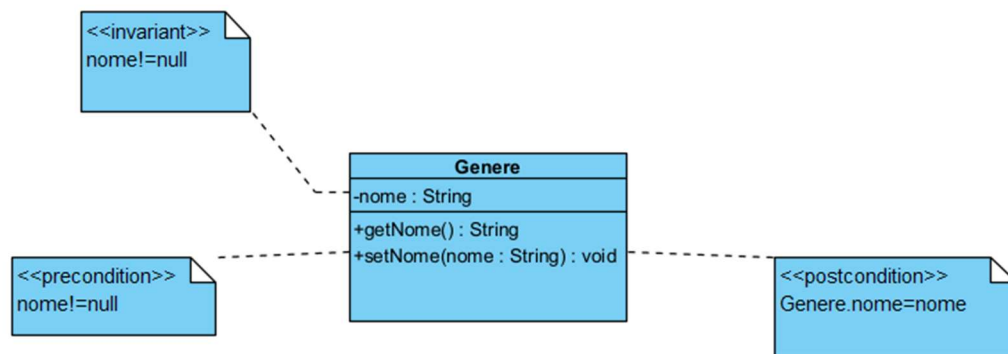 <<invariant>>
nome!=null
Genere
-nome : String
+getNome() : String
+setNome(nome : String) : void
<<precondition>>
nome!=null
<<postcondition>>
Genere.nome=nome